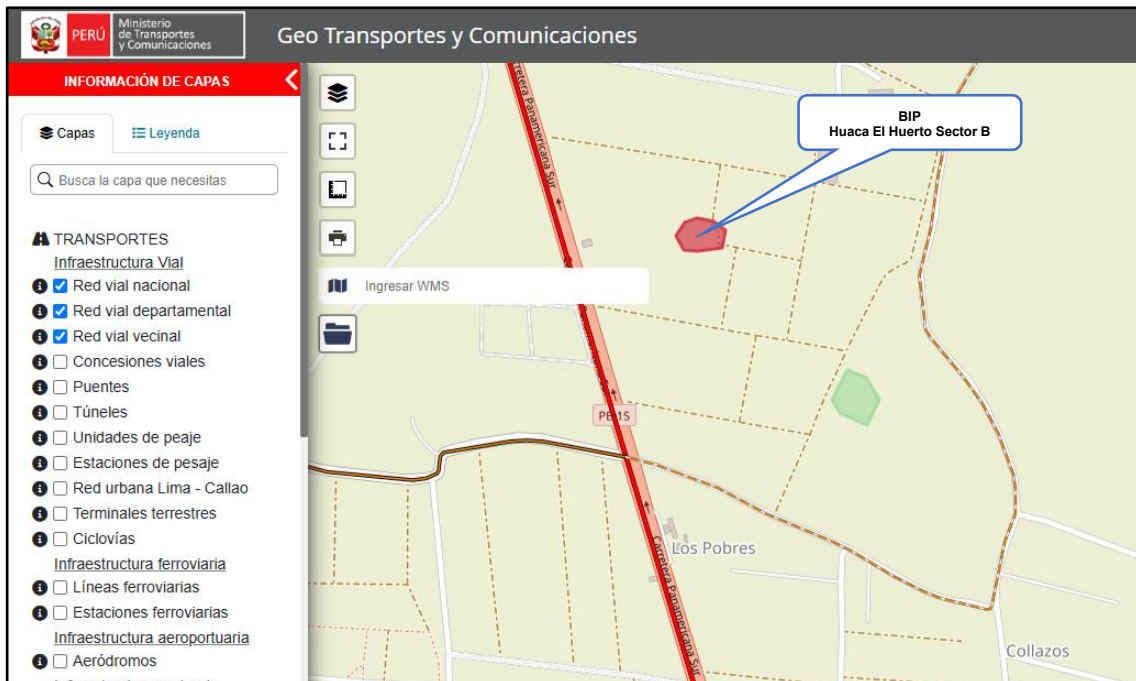 PERÚ
Ministerio
de Transportes
y Comunicaciones
Geo Transportes y Comunicaciones
INFORMACIÓN DE CAPAS
Capas
Leyenda
Busca la capa que necesitas
TRANSPORTES
Infraestructura Vial
Red vial nacional
Red vial departamental
Red vial vecinal
Concesiones viales
Puentes
Túneles
Unidades de peaje
Estaciones de pesaje
Red urbana Lima - Callao
Terminales terrestres
Ciclovías
Infraestructura ferroviaria
Líneas ferroviarias
Estaciones ferroviarias
Infraestructura aeroportuaria
Aeródromos
Ingresar WMS
BIP
Huaca El Huerto Sector B
Carretera Panamericana Sur
PE-1S
Los Pobres
Carretera Panamericana Sur
Collazos